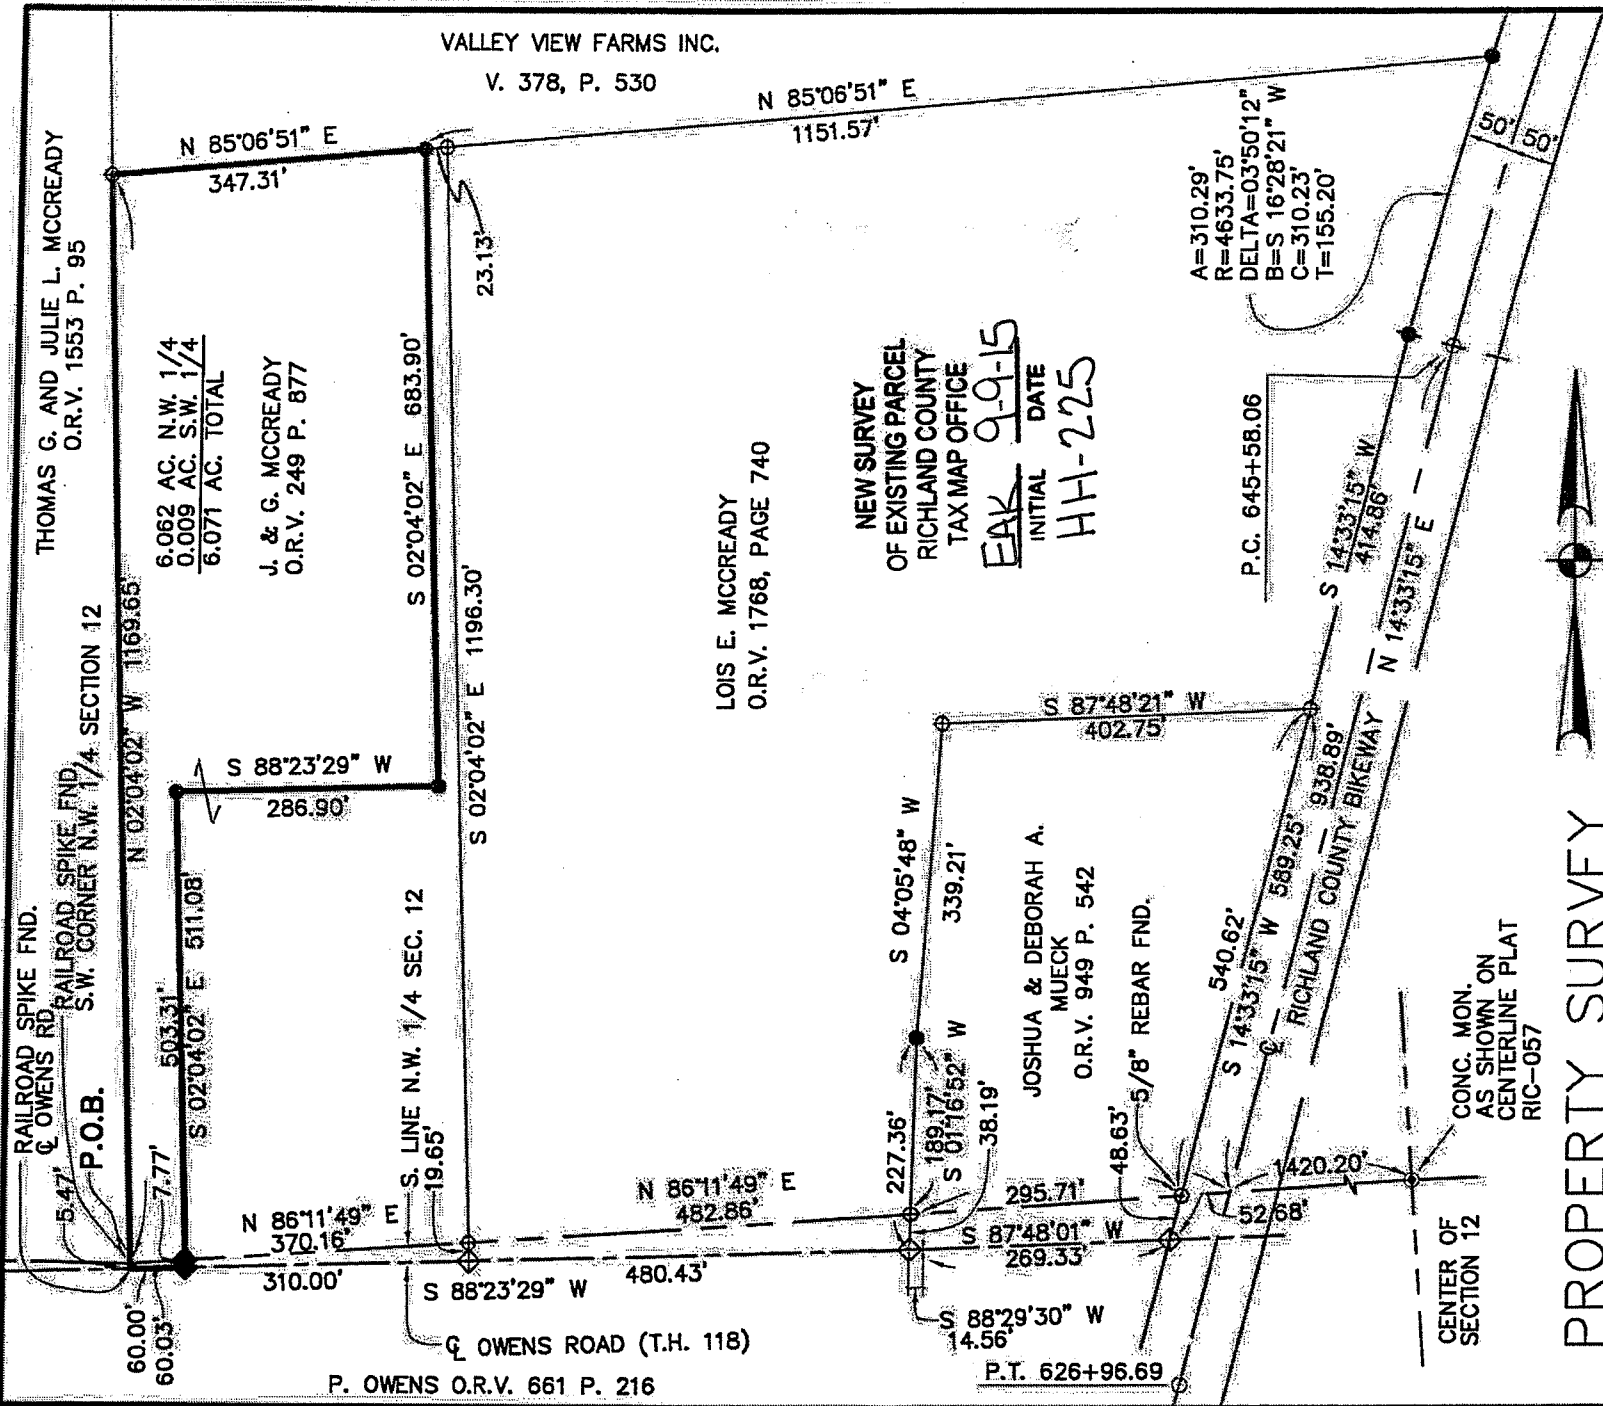 VALLEY VIEW FARMS INC.
V. 378, P. 530
N 85°06'51" E
1151.57'
N 85°06'51" E
347.31'
THOMAS G. AND JULIE L. MCCREADY
O.R.V. 1553 P. 95
23.13'
50' 50'
A=310.29'
R=4633.75'
DELTA=03°50'12"
B=S 16°28'21" W
C=310.23'
T=155.20'
6.062 AC. N.W. 1/4
0.009 AC. S.W. 1/4
6.071 AC. TOTAL
J. & G. MCCREADY
O.R.V. 249 P. 877
S 02°04'02" E 683.90'
N 02°04'02" W 1169.65'
S 02°04'02" E 1196.30'
LOIS E. MCCREADY
O.R.V. 1768, PAGE 740
NEW SURVEY
OF EXISTING PARCEL
RICHLAND COUNTY
TAX MAP OFFICE
EAK 9-9-15
INITIAL DATE
HH-225
P.C. 645+58.06
S 14°33'15" W
414.86'
N 14°33'15" E
938.89'
RICHLAND COUNTY BIKEWAY
S 87°48'21" W
402.75'
S 88°23'29" W
286.90'
RAILROAD SPIKE FND.
℄ OWENS RD.
RAILROAD SPIKE FND.
S.W. CORNER N.W. 1/4 SECTION 12
5.47'
P.O.B.
7.77'
503.31'
S 02°04'02" E 511.08'
S. LINE N.W. 1/4 SEC. 12
19.65'
S 04°05'48" W
339.21'
JOSHUA & DEBORAH A.
MUECK
O.R.V. 949 P. 542
5/8" REBAR FND.
540.62'
S 14°33'15" W 589.25'
℄
227.36'
189.17'
S 01°16'52" W
38.19'
48.63'
N 86°11'49" E
370.16'
N 86°11'49" E
482.86'
295.71'
1420.20'
52.68'
S 87°48'01" W
269.33'
CONC. MON.
AS SHOWN ON
CENTERLINE PLAT
RIC-057
310.00'
S 88°23'29" W
480.43'
60.00'
60.03'
S 88°29'30" W
14.56'
℄ OWENS ROAD (T.H. 118)
P. OWENS O.R.V. 661 P. 216
P.T. 626+96.69
CENTER OF
SECTION 12
PROPERTY SURVEY